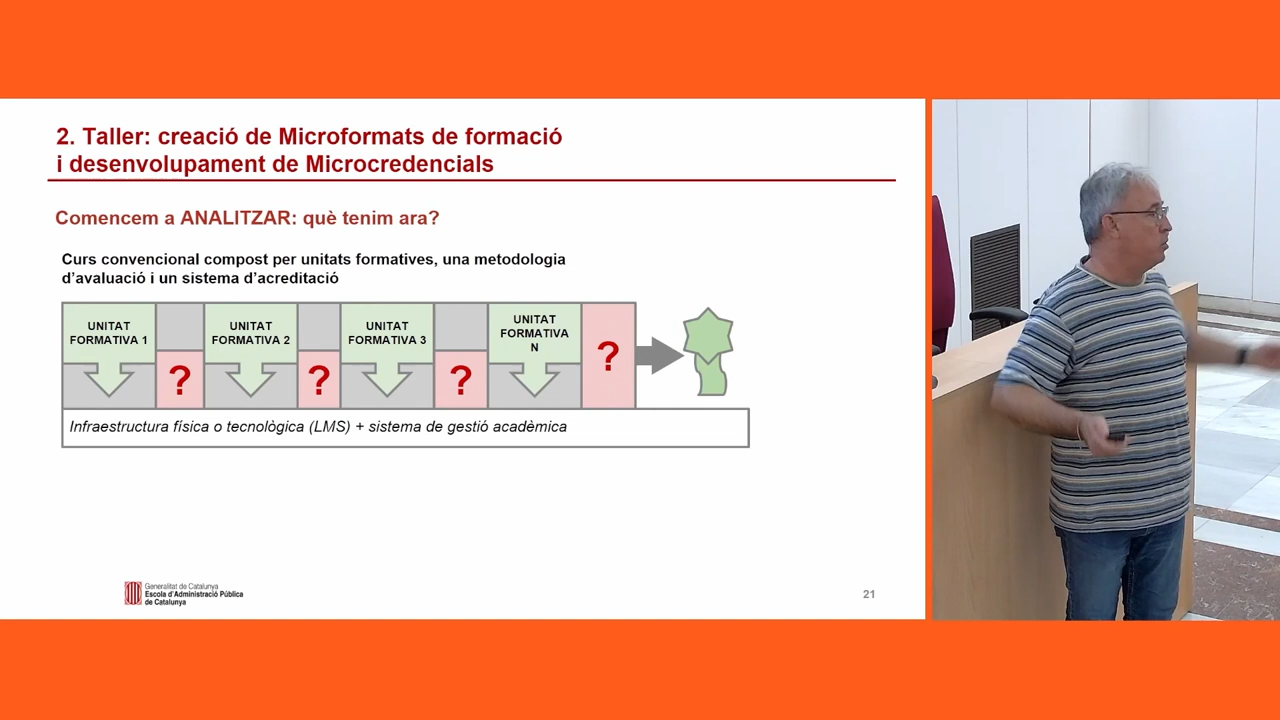 2. Taller: creació de Microformats de formació
i desenvolupament de Microcredencials
Comencem a ANALITZAR: què tenim ara?
Curs convencional compost per unitats formatives, una metodologia
d'avaluació i un sistema d'acreditació
UNITAT
FORMATIVA 1
?
UNITAT
FORMATIVA 2
?
UNITAT
FORMATIVA 3
?
UNITAT
FORMATIVA
N
?
Infraestructura física o tecnològica (LMS) + sistema de gestió acadèmica
Generalitat de Catalunya
Escola d'Administració Pública
de Catalunya
21